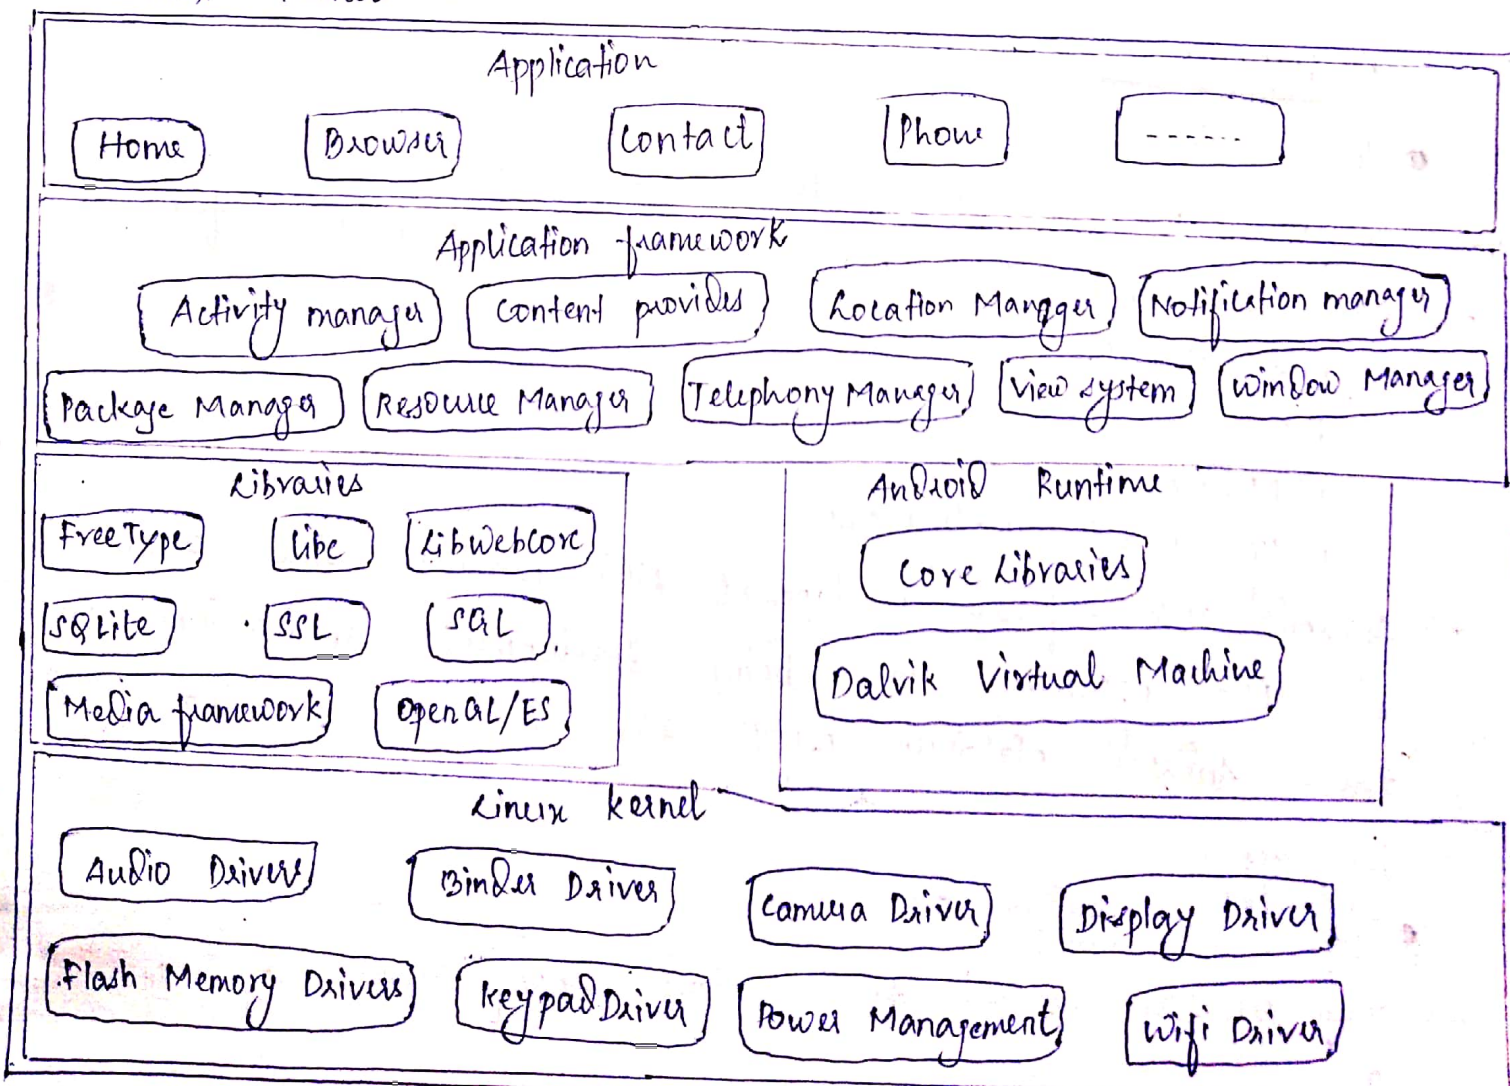 Application
Home Browser Contact Phone ------
Application framework
Activity manager Content provides Location Manager Notification manager
Package Manager Resource Manager Telephony Manager View system Window Manager
Libraries
FreeType Libc LibWebCore
SQLite SSL SGL
Media framework OpenGL/ES
Android Runtime
Core Libraries
Dalvik Virtual Machine
Linux kernel
Audio Drivers Binder Driver Camera Driver Display Driver
Flash Memory Drivers Keypad Driver Power Management Wifi Driver